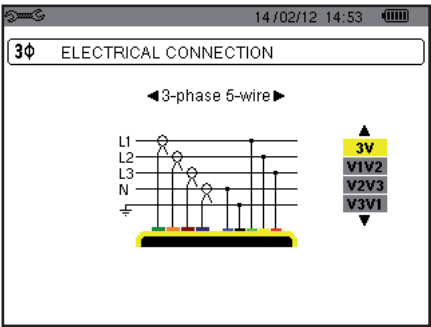 14/02/12 14:53
3Φ ELECTRICAL CONNECTION
◄3-phase 5-wire►
L1
L2
L3
N
3V
V1V2
V2V3
V3V1